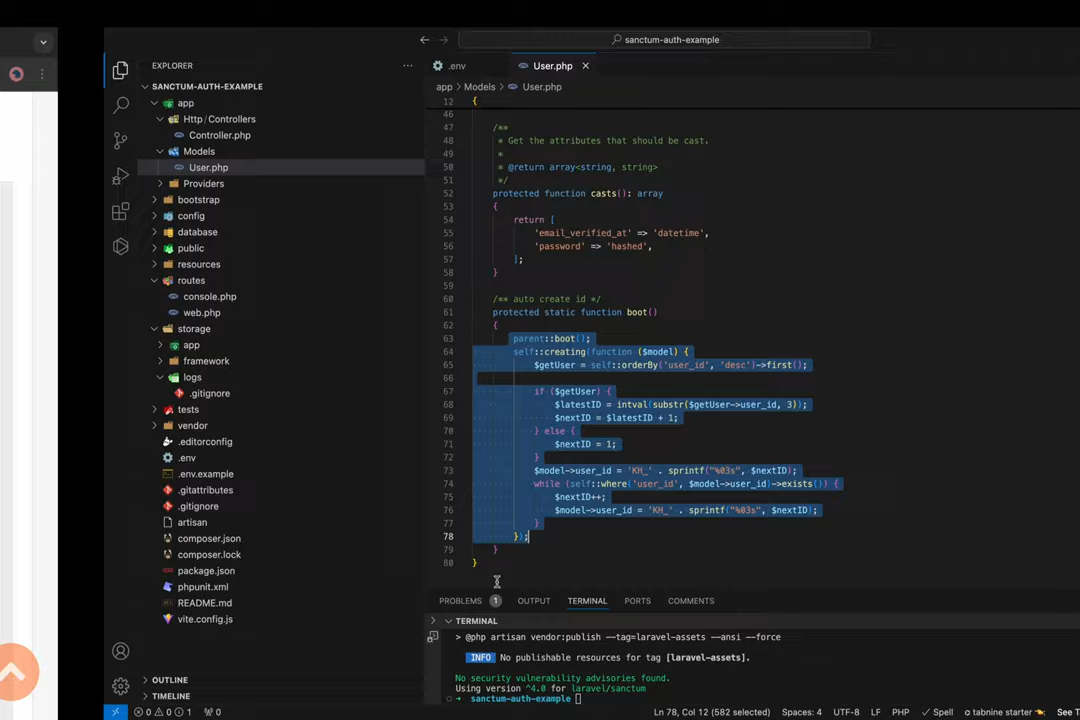 sanctum-auth-example
EXPLORER
SANCTUM-AUTH-EXAMPLE
app
Http / Controllers
Controller.php
Models
User.php
Providers
bootstrap
config
database
public
resources
routes
console.php
web.php
storage
app
framework
logs
.gitignore
tests
vendor
.editorconfig
.env
.env.example
.gitattributes
.gitignore
artisan
composer.json
composer.lock
package.json
phpunit.xml
README.md
vite.config.js
OUTLINE
TIMELINE
.env
User.php
app > Models > User.php
12 {
46
47 /**
48 * Get the attributes that should be cast.
49 *
50 * @return array<string, string>
51 */
52 protected function casts(): array
53 {
54 return [
55 'email_verified_at' => 'datetime',
56 'password' => 'hashed',
57 ];
58 }
59
60 /** auto create id */
61 protected static function boot()
62 {
63 parent::boot();
64 self::creating(function ($model) {
65 $getUser = self::orderBy('user_id', 'desc')->first();
66
67 if ($getUser) {
68 $latestID = intval(substr($getUser->user_id, 3));
69 $nextID = $latestID + 1;
70 } else {
71 $nextID = 1;
72 }
73 $model->user_id = 'KH_' . sprintf("%03s", $nextID);
74 while (self::where('user_id', $model->user_id)->exists()) {
75 $nextID++;
76 $model->user_id = 'KH_' . sprintf("%03s", $nextID);
77 }
78 });
79 }
80 }
PROBLEMS 1 OUTPUT TERMINAL PORTS COMMENTS
TERMINAL
> @php artisan vendor:publish --tag=laravel-assets --ansi --force
INFO No publishable resources for tag [laravel-assets].
No security vulnerability advisories found.
Using version ^4.0 for laravel/sanctum
sanctum-auth-example
0 0 1 0 Ln 78, Col 12 (582 selected) Spaces: 4 UTF-8 LF PHP Spell tabnine starter See T